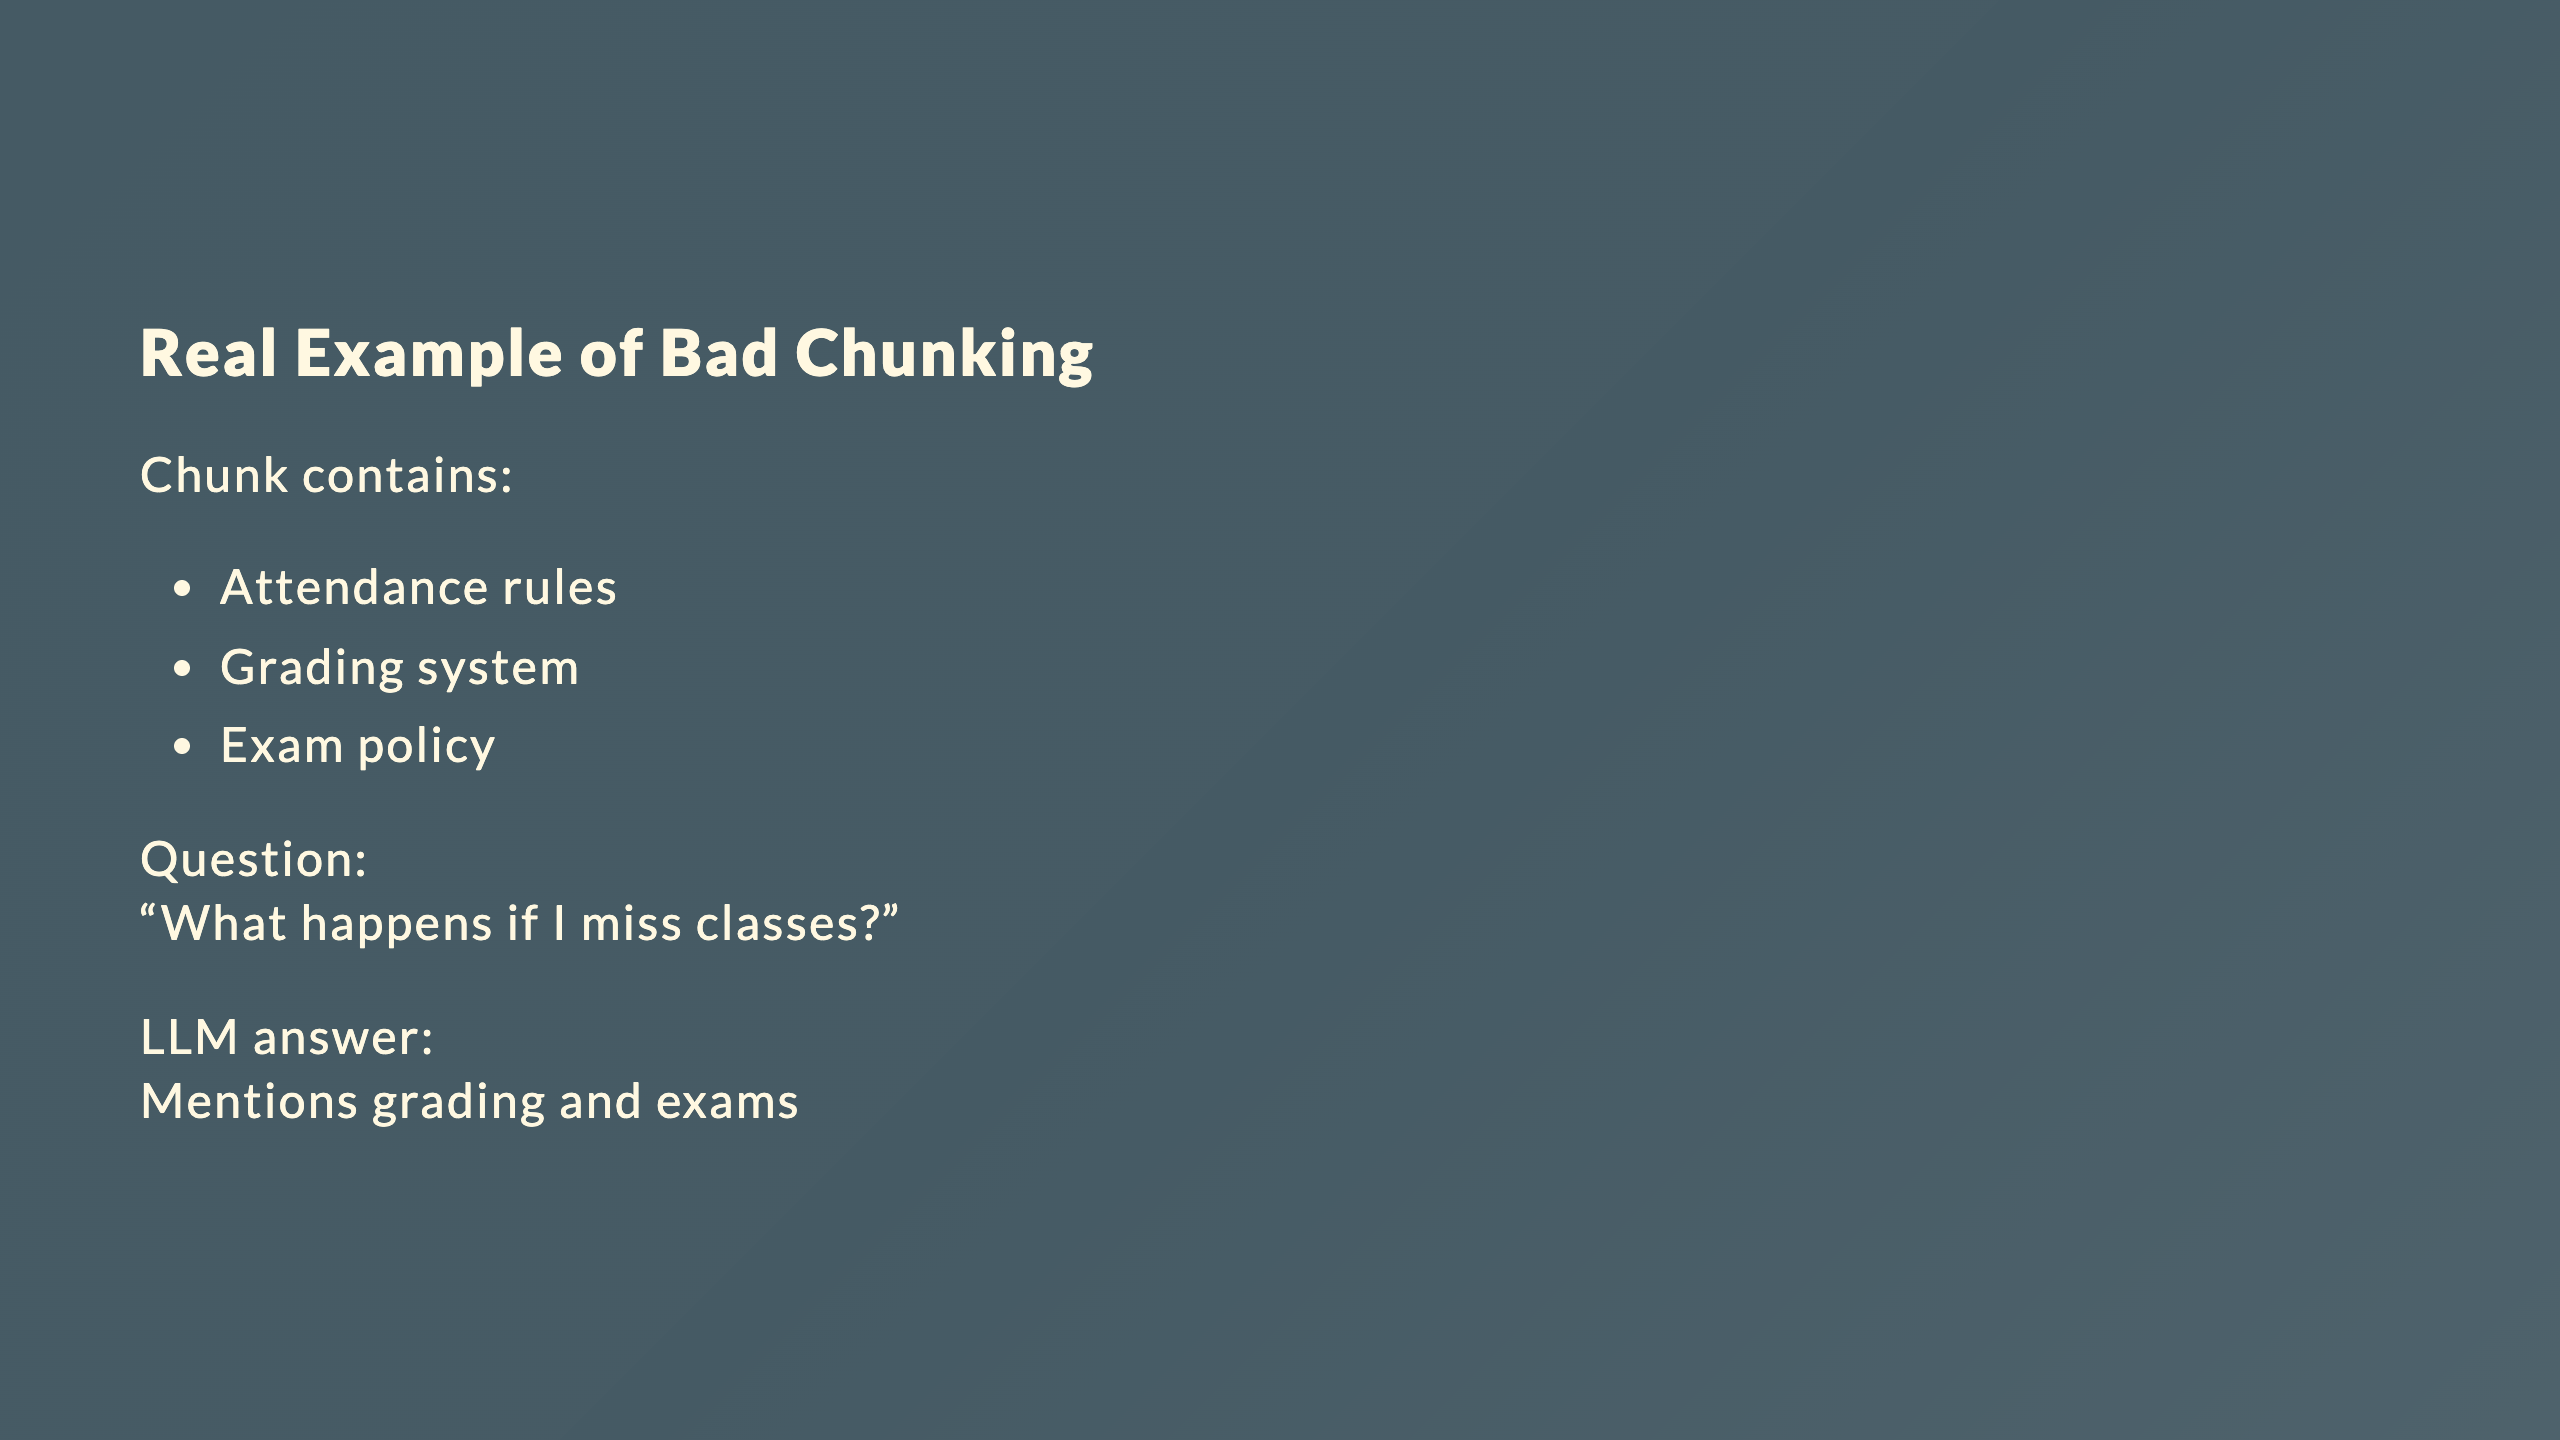 Real Example of Bad Chunking
Chunk contains:
• Attendance rules
• Grading system
• Exam policy
Question:
“What happens if I miss classes?”
LLM answer:
Mentions grading and exams